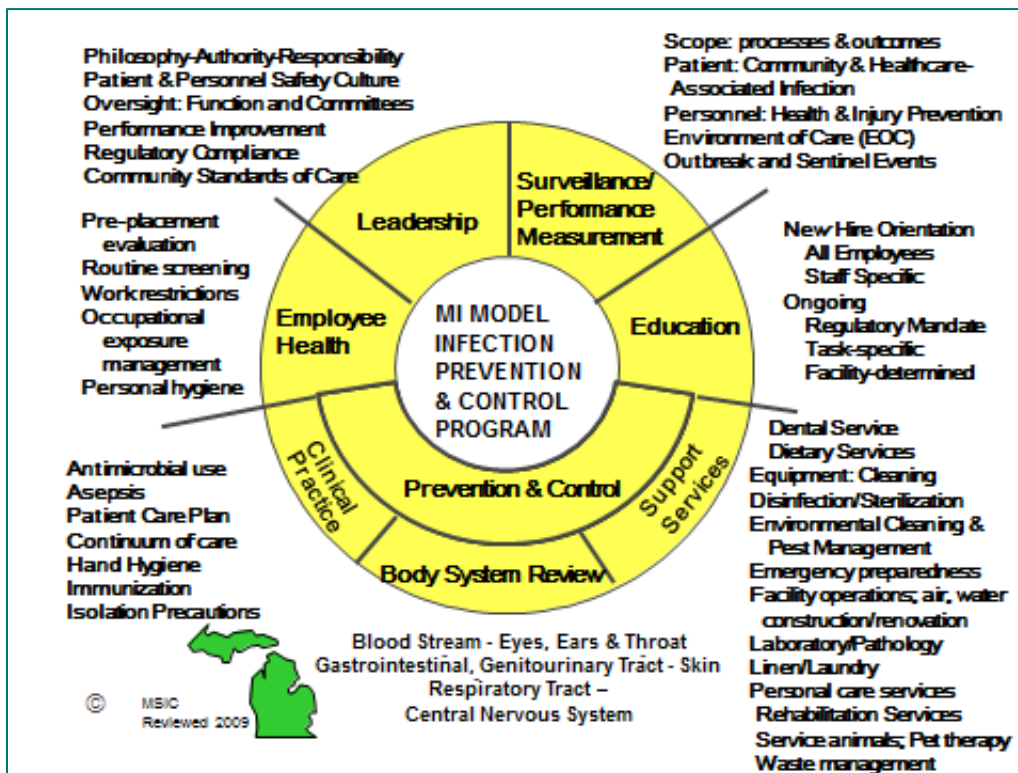 Philosophy-Authority-Responsibility
Patient & Personnel Safety Culture
Oversight: Function and Committees
Performance Improvement
Regulatory Compliance
Community Standards of Care
Scope: processes & outcomes
Patient: Community & Healthcare-
Associated Infection
Personnel: Health & Injury Prevention
Environment of Care (EOC)
Outbreak and Sentinel Events
Leadership
Surveillance/
Performance
Measurement
Pre-placement
evaluation
Routine screening
Work restrictions
Occupational
exposure
management
Personal hygiene
Employee
Health
MI MODEL
INFECTION
PREVENTION
& CONTROL
PROGRAM
Education
New Hire Orientation
All Employees
Staff Specific
Ongoing
Regulatory Mandate
Task-specific
Facility-determined
Clinical
Practice
Prevention & Control
Support
Services
Body System Review
Antimicrobial use
Asepsis
Patient Care Plan
Continuum of care
Hand Hygiene
Immunization
Isolation Precautions
Dental Service
Dietary Services
Equipment: Cleaning
Disinfection/Sterilization
Environmental Cleaning &
Pest Management
Emergency preparedness
Facility operations; air, water
construction/renovation
Laboratory/Pathology
Linen/Laundry
Personal care services
Rehabilitation Services
Service animals; Pet therapy
Waste management
Blood Stream - Eyes, Ears & Throat
Gastrointestinal, Genitourinary Tract - Skin
Respiratory Tract –
Central Nervous System
© MSIC
Reviewed 2009